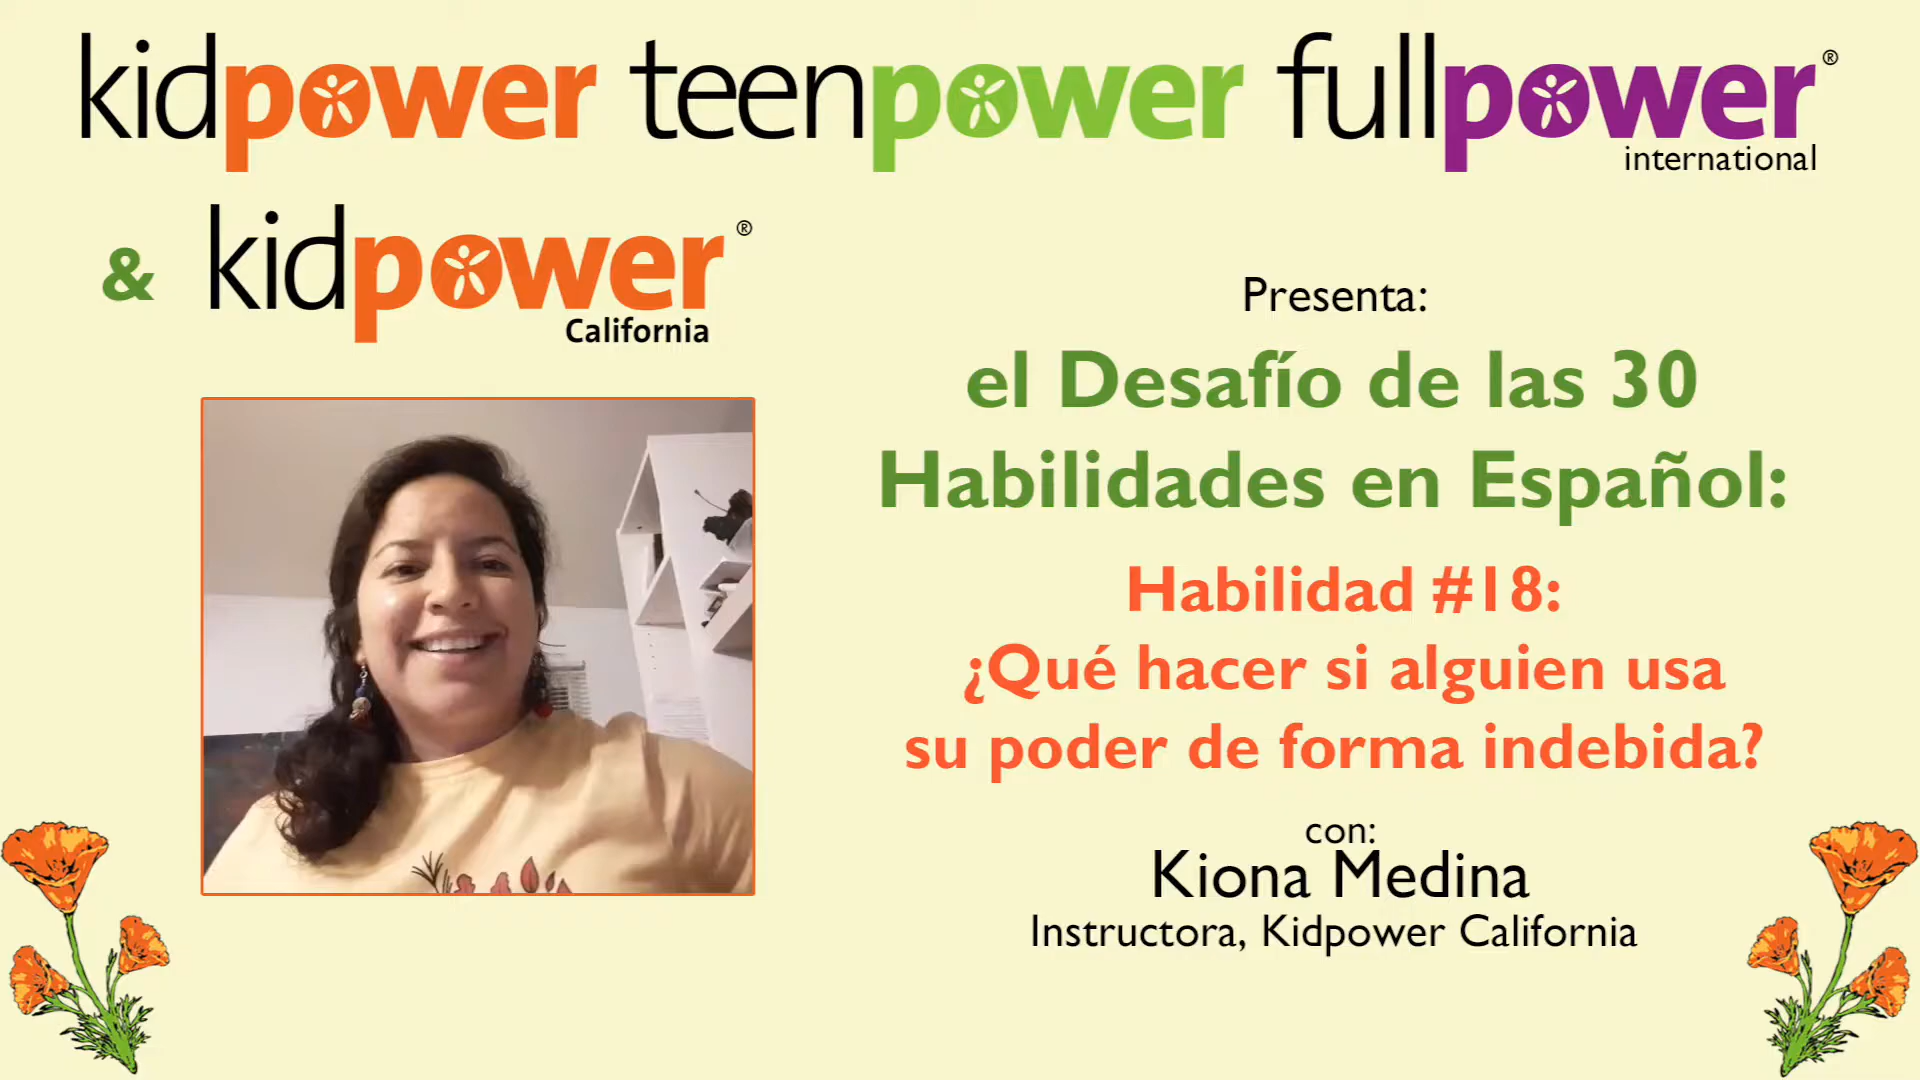 kidpower teenpower fullpower®
international
& kidpower®
California
Presenta:
el Desafío de las 30
Habilidades en Español:
Habilidad #18:
¿Qué hacer si alguien usa
su poder de forma indebida?
con:
Kiona Medina
Instructora, Kidpower California